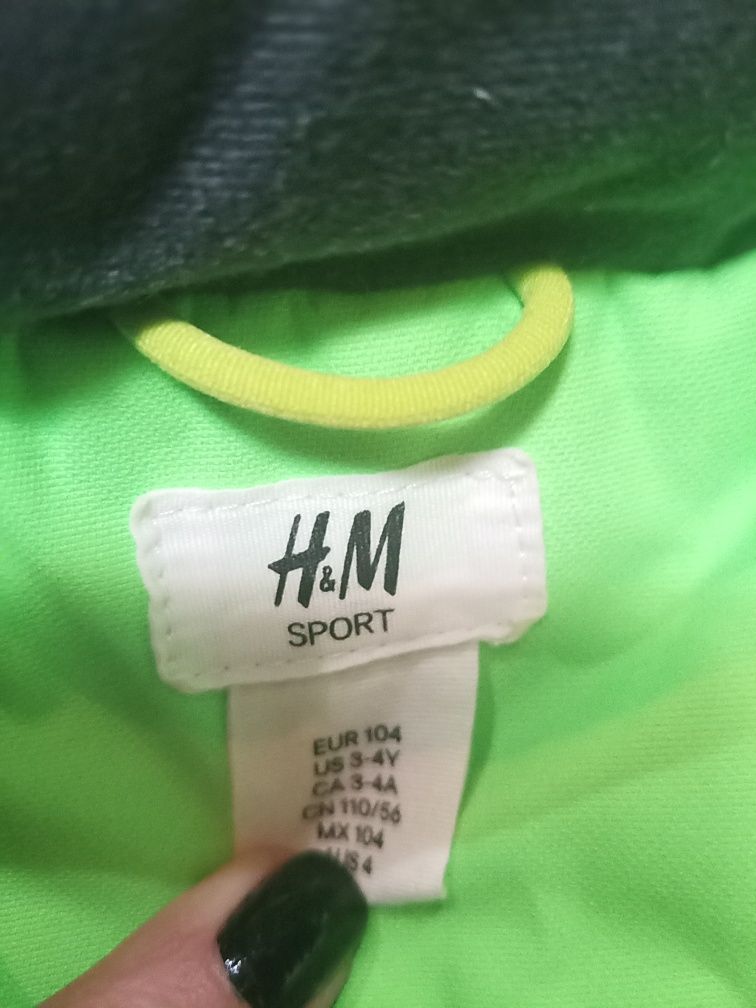 H&M
SPORT
EUR 104
US 3-4Y
CA 3-4A
CN 110/56
MX 104